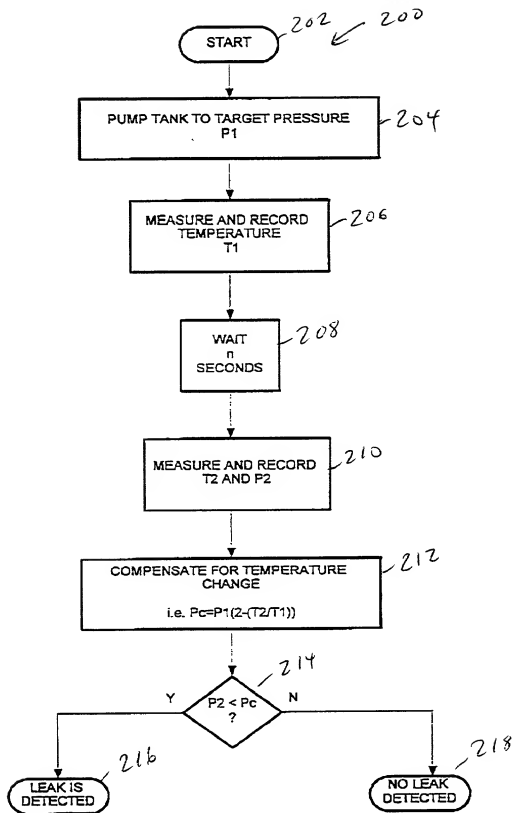 START
202
200
PUMP TANK TO TARGET PRESSURE
P1
204
MEASURE AND RECORD
TEMPERATURE
T1
206
WAIT
n
SECONDS
208
MEASURE AND RECORD
T2 AND P2
210
COMPENSATE FOR TEMPERATURE
CHANGE
i.e. Pc=P1(2-(T2/T1))
212
214
Y
P2 < Pc
?
N
LEAK IS
DETECTED
216
NO LEAK
DETECTED
218